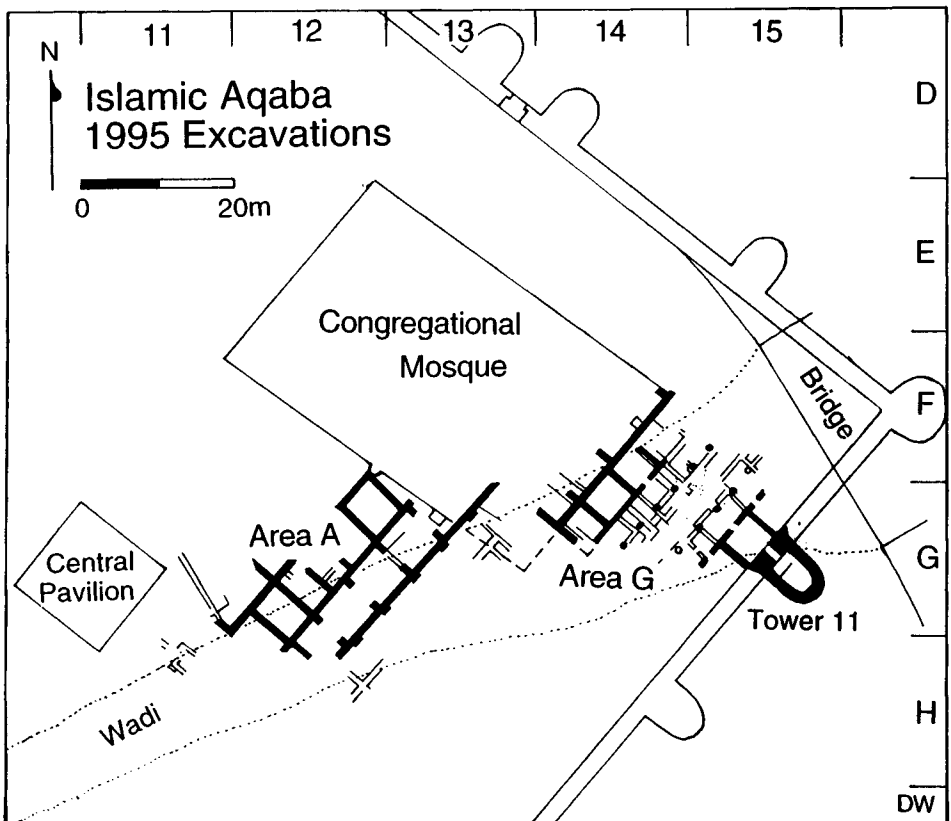 11 12 13 14 15
N
Islamic Aqaba
1995 Excavations
0 20m
D
E
Congregational
Mosque
Bridge
F
Area A
Central
Pavilion
Area G
G
Tower 11
Wadi
H
DW